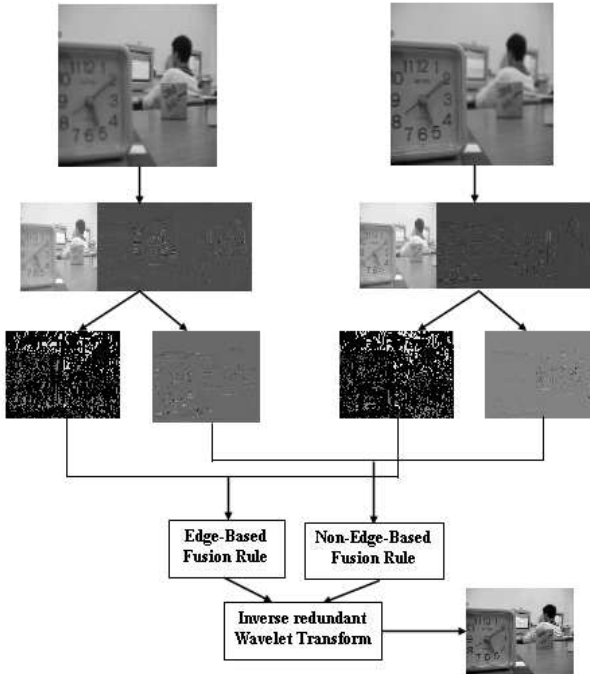 Edge-Based
Fusion Rule
Non-Edge-Based
Fusion Rule
Inverse redundant
Wavelet Transform